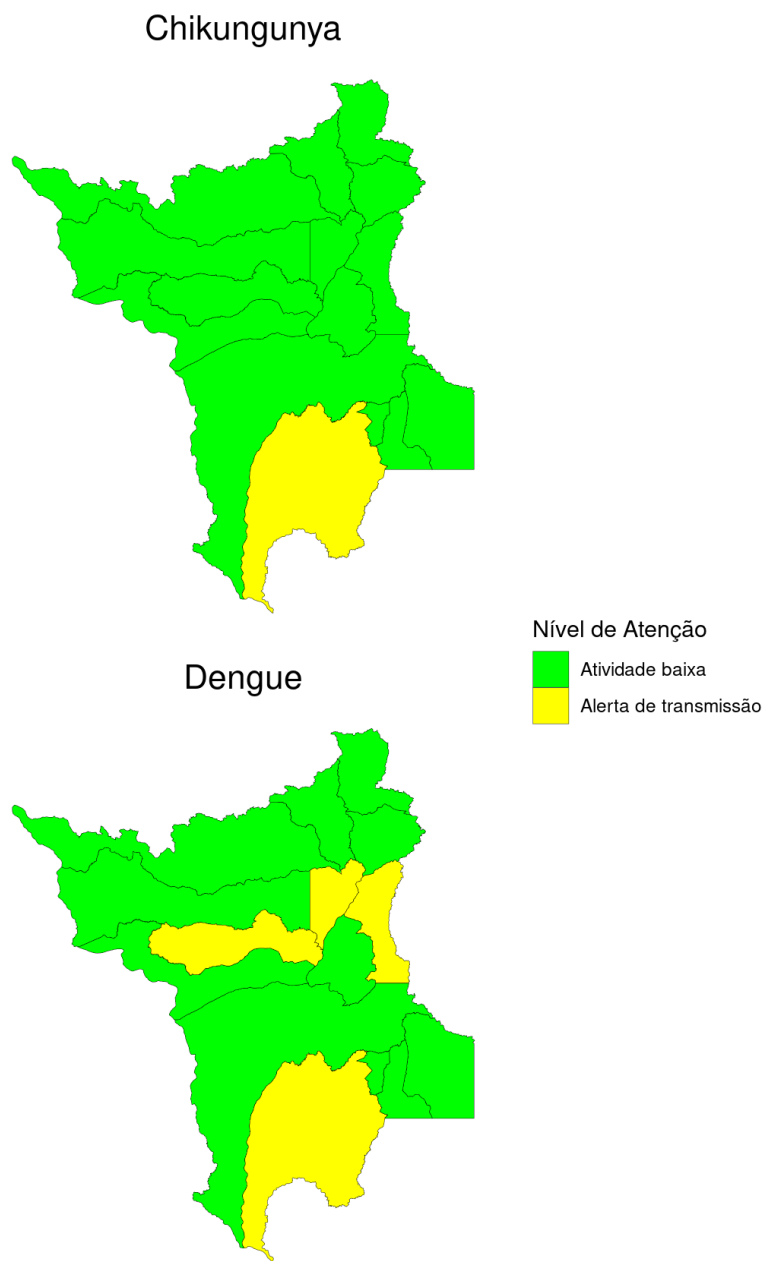 Chikungunya
Nível de Atenção
Atividade baixa
Alerta de transmissão
Dengue